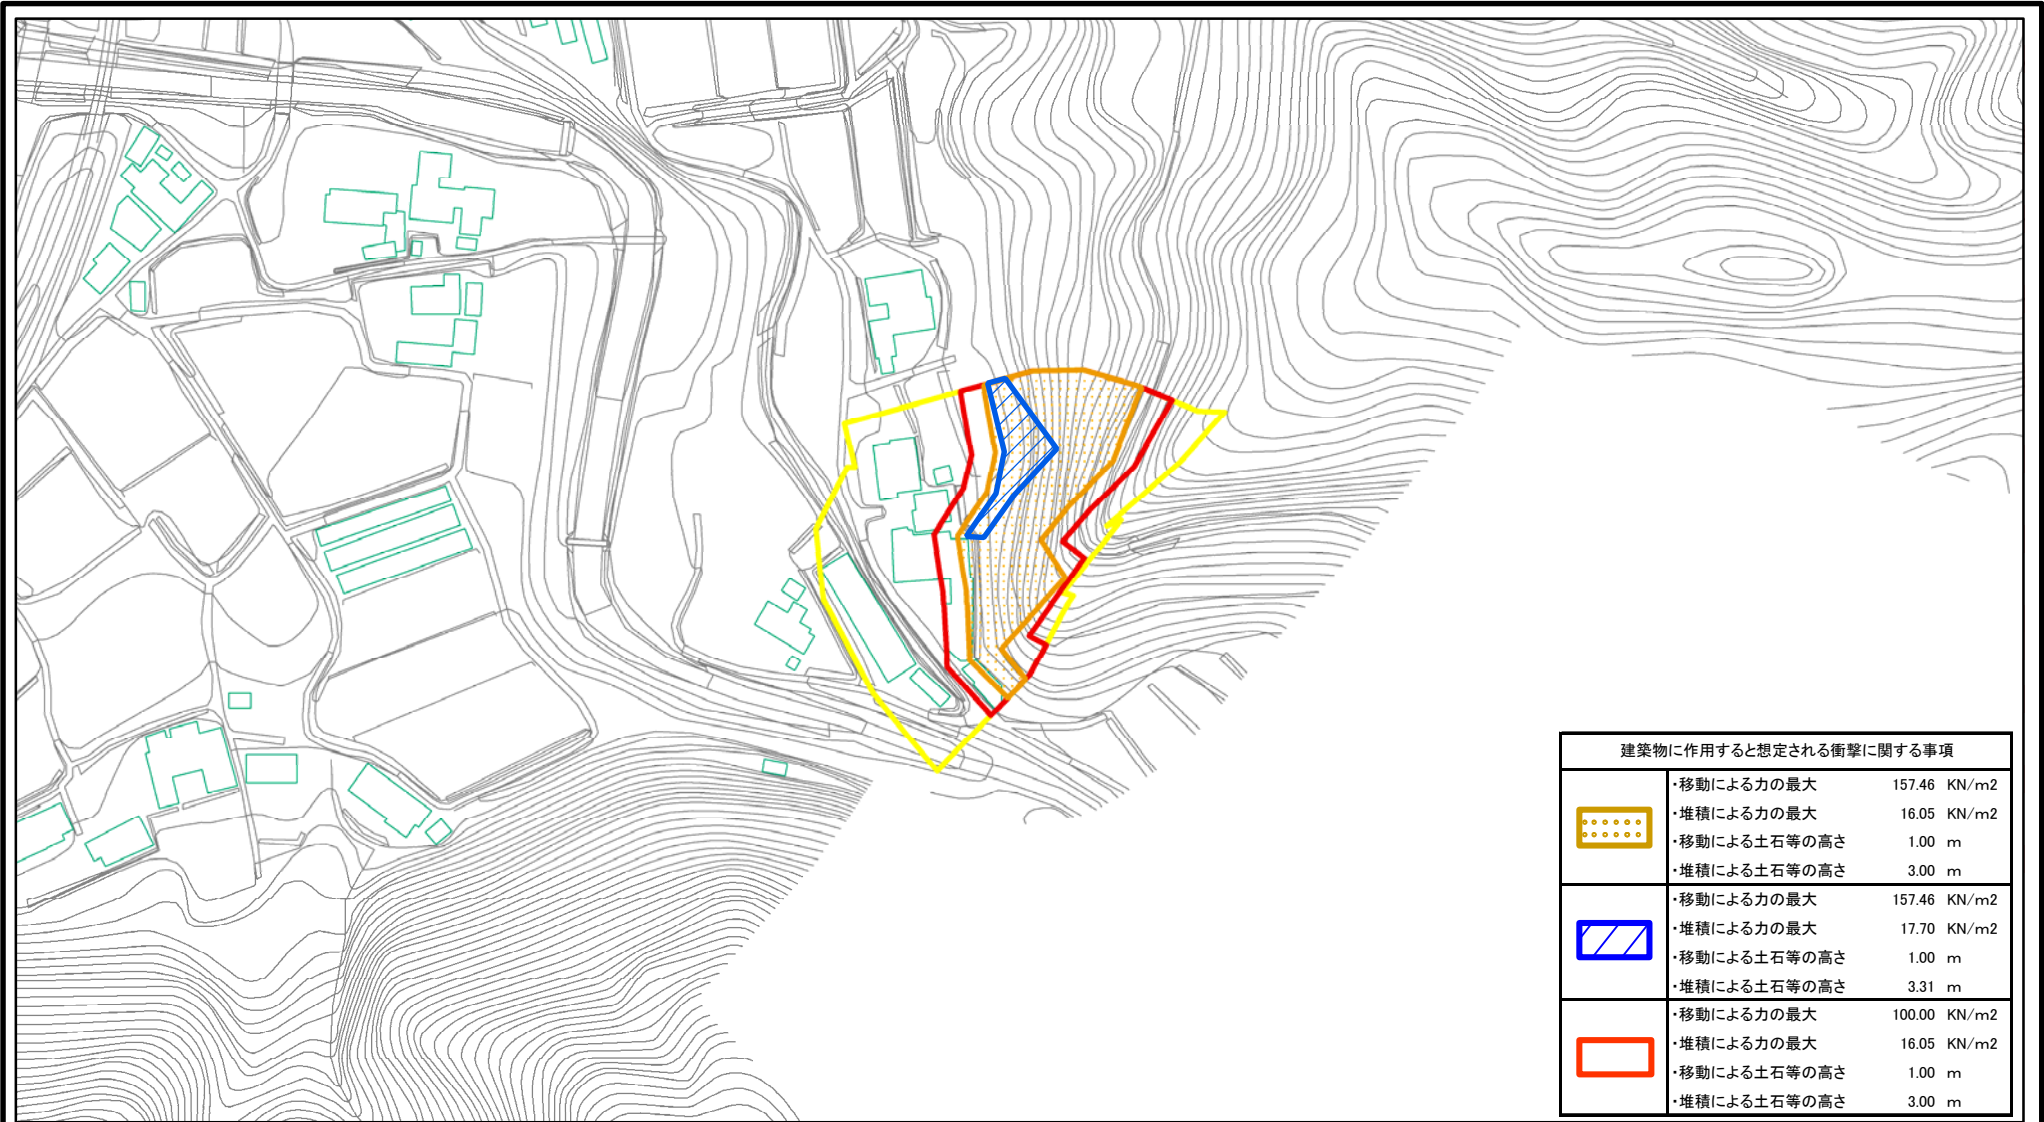 建築物に作用すると想定される衝撃に関する事項
・移動による力の最大 157.46 KN/m2
・堆積による力の最大 16.05 KN/m2
・移動による土石等の高さ 1.00 m
・堆積による土石等の高さ 3.00 m
・移動による力の最大 157.46 KN/m2
・堆積による力の最大 17.70 KN/m2
・移動による土石等の高さ 1.00 m
・堆積による土石等の高さ 3.31 m
・移動による力の最大 100.00 KN/m2
・堆積による力の最大 16.05 KN/m2
・移動による土石等の高さ 1.00 m
・堆積による土石等の高さ 3.00 m